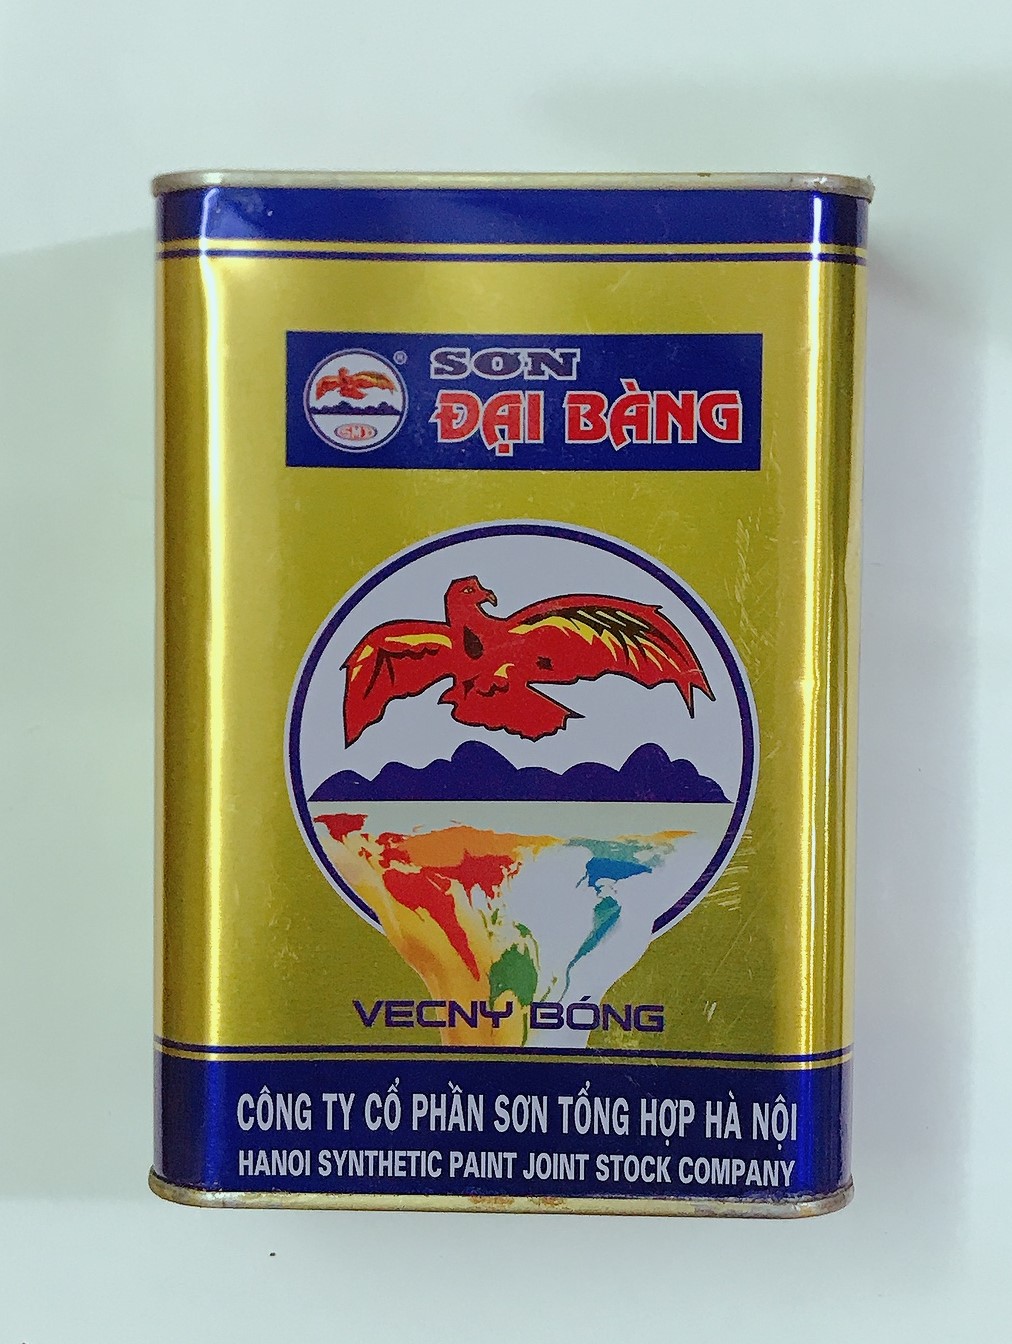 SƠN
ĐẠI BÀNG
®
VECNY BÓNG
CÔNG TY CỔ PHẦN SƠN TỔNG HỢP HÀ NỘI
HANOI SYNTHETIC PAINT JOINT STOCK COMPANY